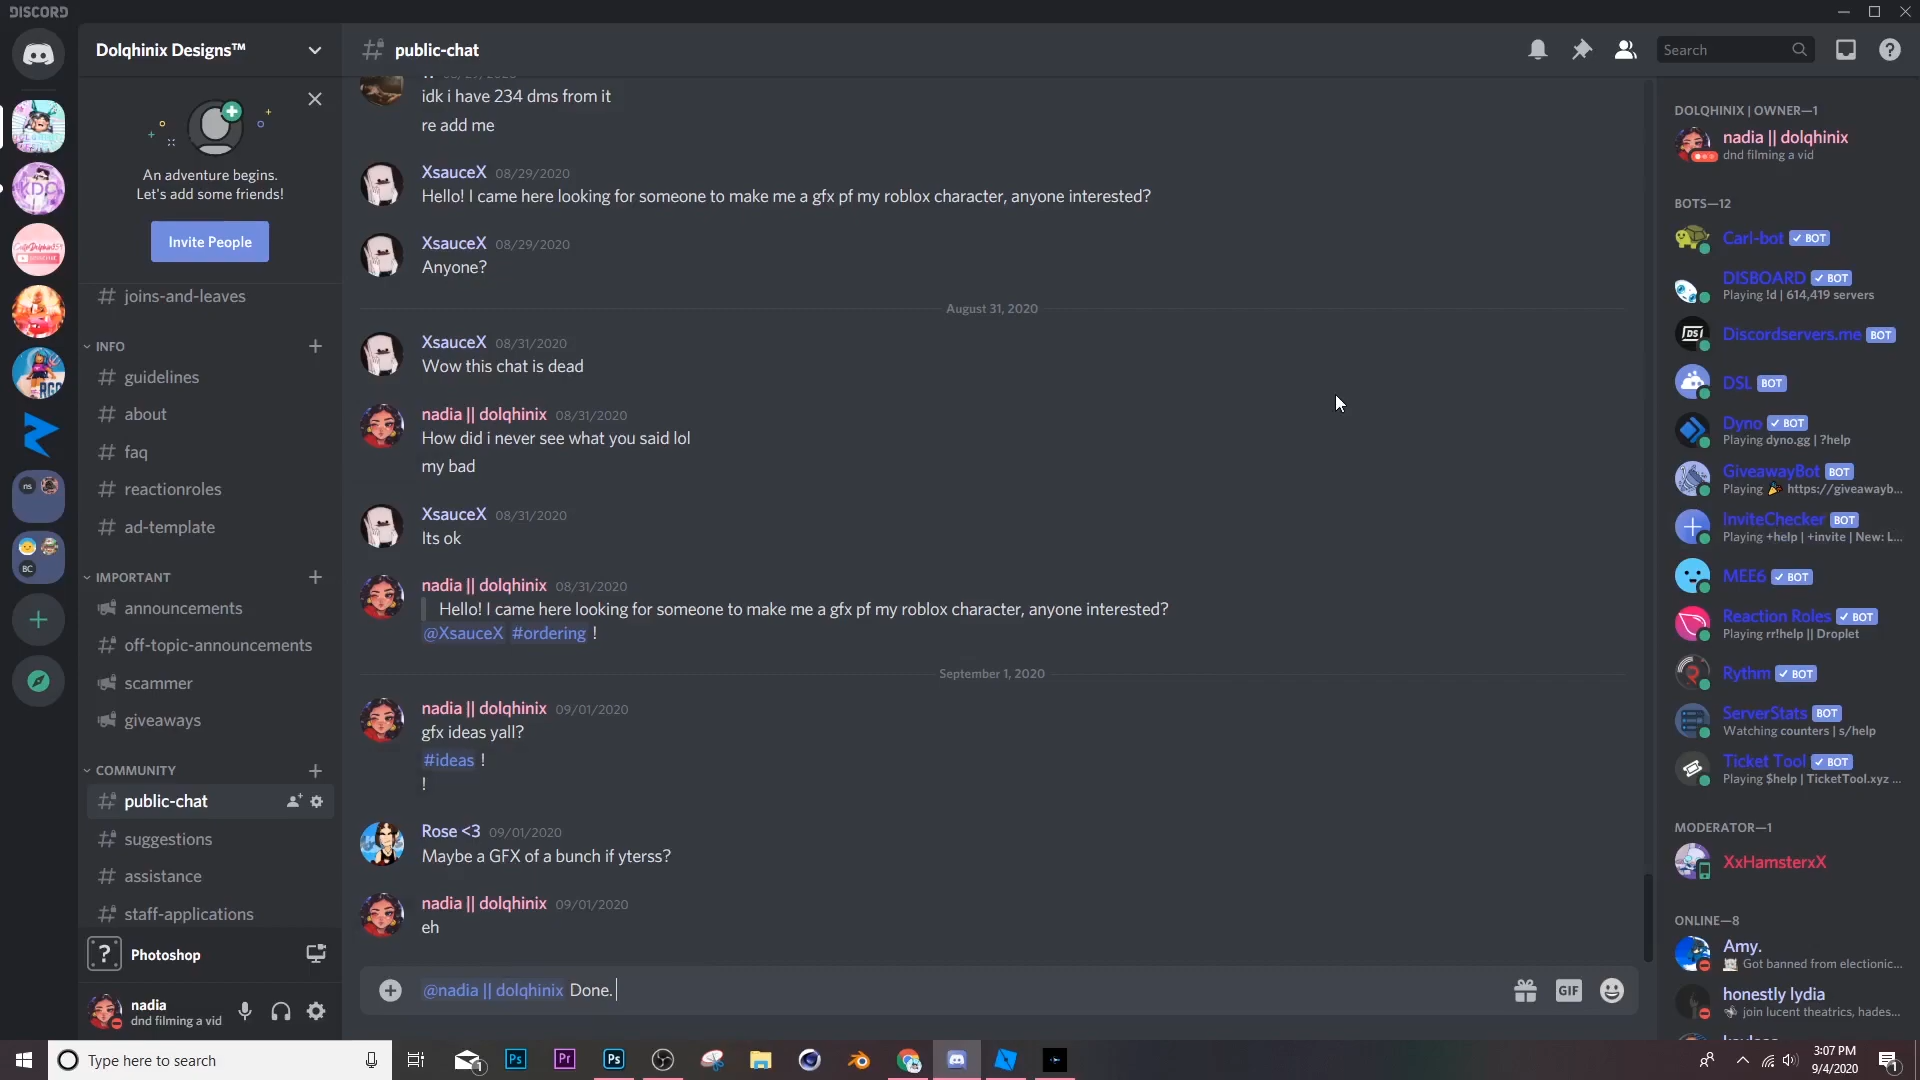 DISCORD
Dolqhinix Designs™
public-chat
Search
An adventure begins.
Let's add some friends!
Invite People
joins-and-leaves
INFO
guidelines
about
faq
reactionroles
ad-template
IMPORTANT
announcements
off-topic-announcements
scammer
giveaways
COMMUNITY
public-chat
suggestions
assistance
staff-applications
Photoshop
nadia
dnd filming a vid
idk i have 234 dms from it
re add me
XsauceX 08/29/2020
Hello! I came here looking for someone to make me a gfx pf my roblox character, anyone interested?
XsauceX 08/29/2020
Anyone?
August 31, 2020
XsauceX 08/31/2020
Wow this chat is dead
nadia || dolqhinix 08/31/2020
How did i never see what you said lol
my bad
XsauceX 08/31/2020
Its ok
nadia || dolqhinix 08/31/2020
Hello! I came here looking for someone to make me a gfx pf my roblox character, anyone interested?
@XsauceX #ordering !
September 1, 2020
nadia || dolqhinix 09/01/2020
gfx ideas yall?
#ideas !
!
Rose <3 09/01/2020
Maybe a GFX of a bunch if yterss?
nadia || dolqhinix 09/01/2020
eh
@nadia || dolqhinix Done.
GIF
DOLQHINIX | OWNER—1
nadia || dolqhinix
dnd filming a vid
BOTS—12
Carl-bot ✓ BOT
DISBOARD ✓ BOT
Playing !d | 614,419 servers
Discordservers.me BOT
DSL BOT
Dyno ✓ BOT
Playing dyno.gg | ?help
GiveawayBot BOT
Playing 🎉 https://giveawayb...
InviteChecker BOT
Playing +help | +invite | New: L...
MEE6 ✓ BOT
Reaction Roles ✓ BOT
Playing rr!help || Droplet
Rythm ✓ BOT
ServerStats BOT
Watching counters | s/help
Ticket Tool ✓ BOT
Playing $help | TicketTool.xyz ...
MODERATOR—1
XxHamsterxX
ONLINE—8
Amy.
Got banned from electionic...
honestly lydia
join lucent theatrics, hades...
Type here to search
1
Ps
Pr
Ps
3:07 PM
9/4/2020
1